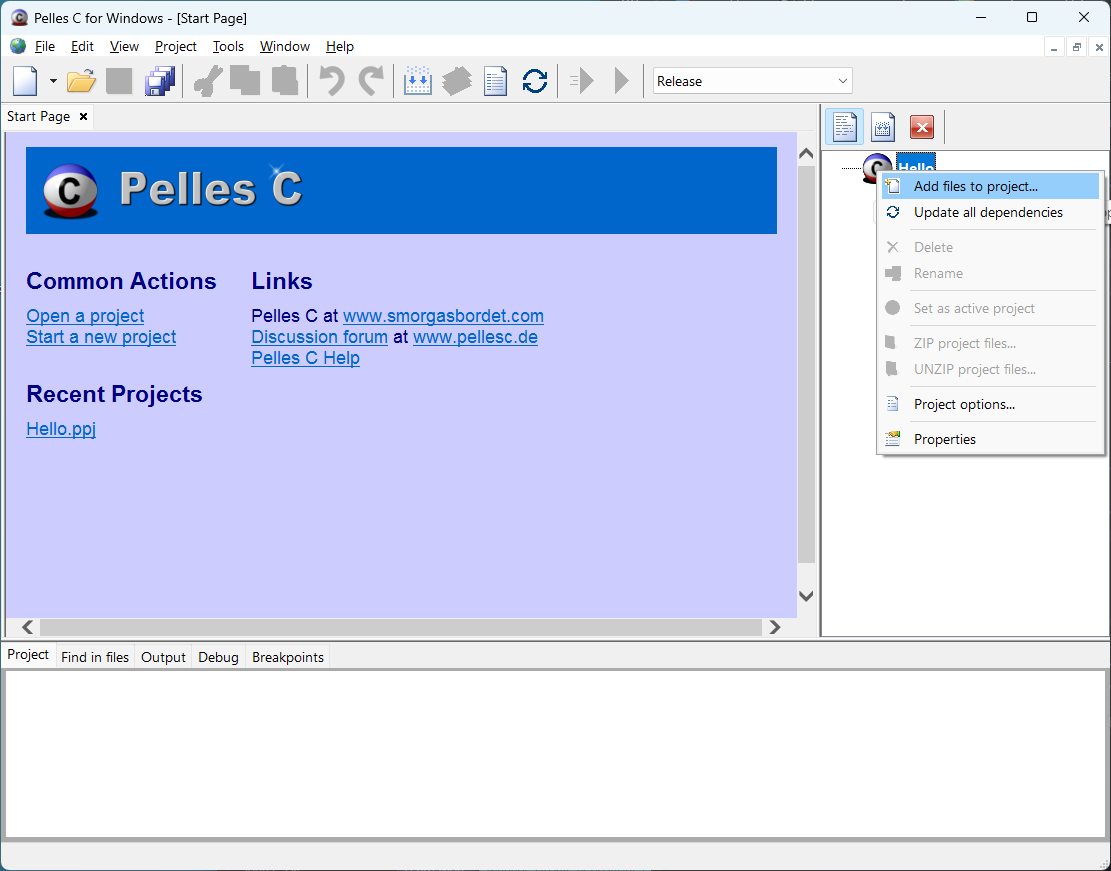 Pelles C for Windows - [Start Page]
File Edit View Project Tools Window Help
Release
Start Page
C Pelles C
Common Actions
Open a project
Start a new project
Links
Pelles C at www.smorgasbordet.com
Discussion forum at www.pellesc.de
Pelles C Help
Recent Projects
Hello.ppj
C Hello
Add files to project...
Update all dependencies
Delete
Rename
Set as active project
ZIP project files...
UNZIP project files...
Project options...
Properties
Project Find in files Output Debug Breakpoints